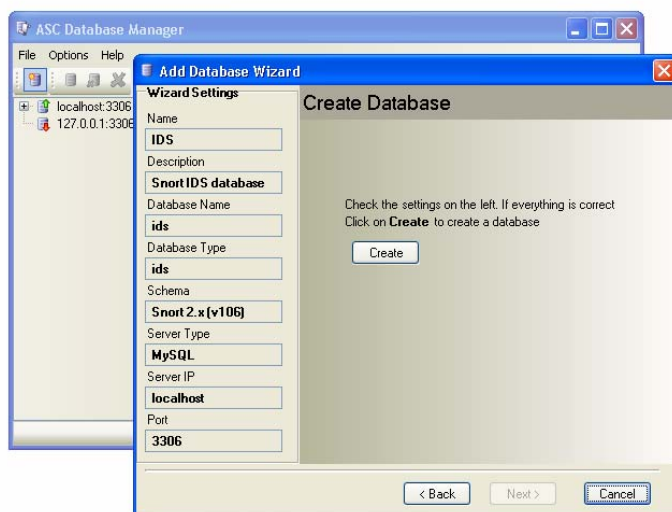 ASC Database Manager
File Options Help
localhost:3306
127.0.0.1:3306
Add Database Wizard
Wizard Settings
Name
IDS
Description
Snort IDS database
Database Name
ids
Database Type
ids
Schema
Snort 2.x (v106)
Server Type
MySQL
Server IP
localhost
Port
3306
Create Database
Check the settings on the left. If everything is correct
Click on Create to create a database
Create
< Back
Next >
Cancel